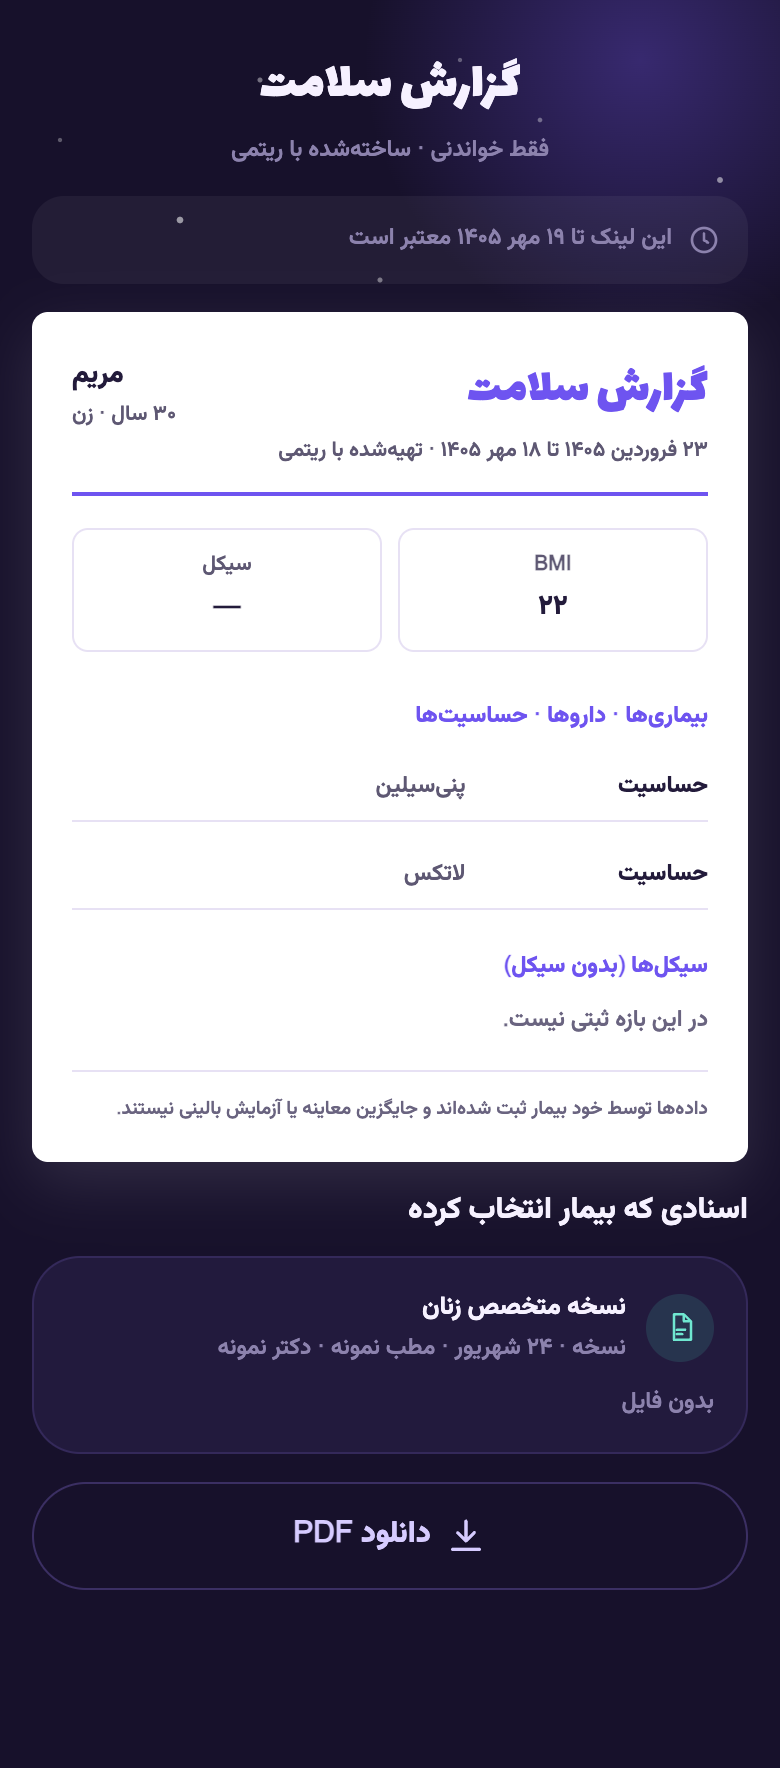 گزارش سلامت
فقط خواندنی · ساخته‌شده با ریتمی
این لینک تا ۱۹ مهر ۱۴۰۵ معتبر است
گزارش سلامت
مریم
۳۰ سال · زن
۲۳ فروردین ۱۴۰۵ تا ۱۸ مهر ۱۴۰۵ · تهیه‌شده با ریتمی
BMI
۲۲
سیکل
—
بیماری‌ها · داروها · حساسیت‌ها
حساسیت پنی‌سیلین
حساسیت لاتکس
سیکل‌ها (بدون سیکل)
در این بازه ثبتی نیست.
داده‌ها توسط خود بیمار ثبت شده‌اند و جایگزین معاینه یا آزمایش بالینی نیستند.
اسنادی که بیمار انتخاب کرده
نسخه متخصص زنان
نسخه · ۲۴ شهریور · مطب نمونه · دکتر نمونه
بدون فایل
دانلود PDF